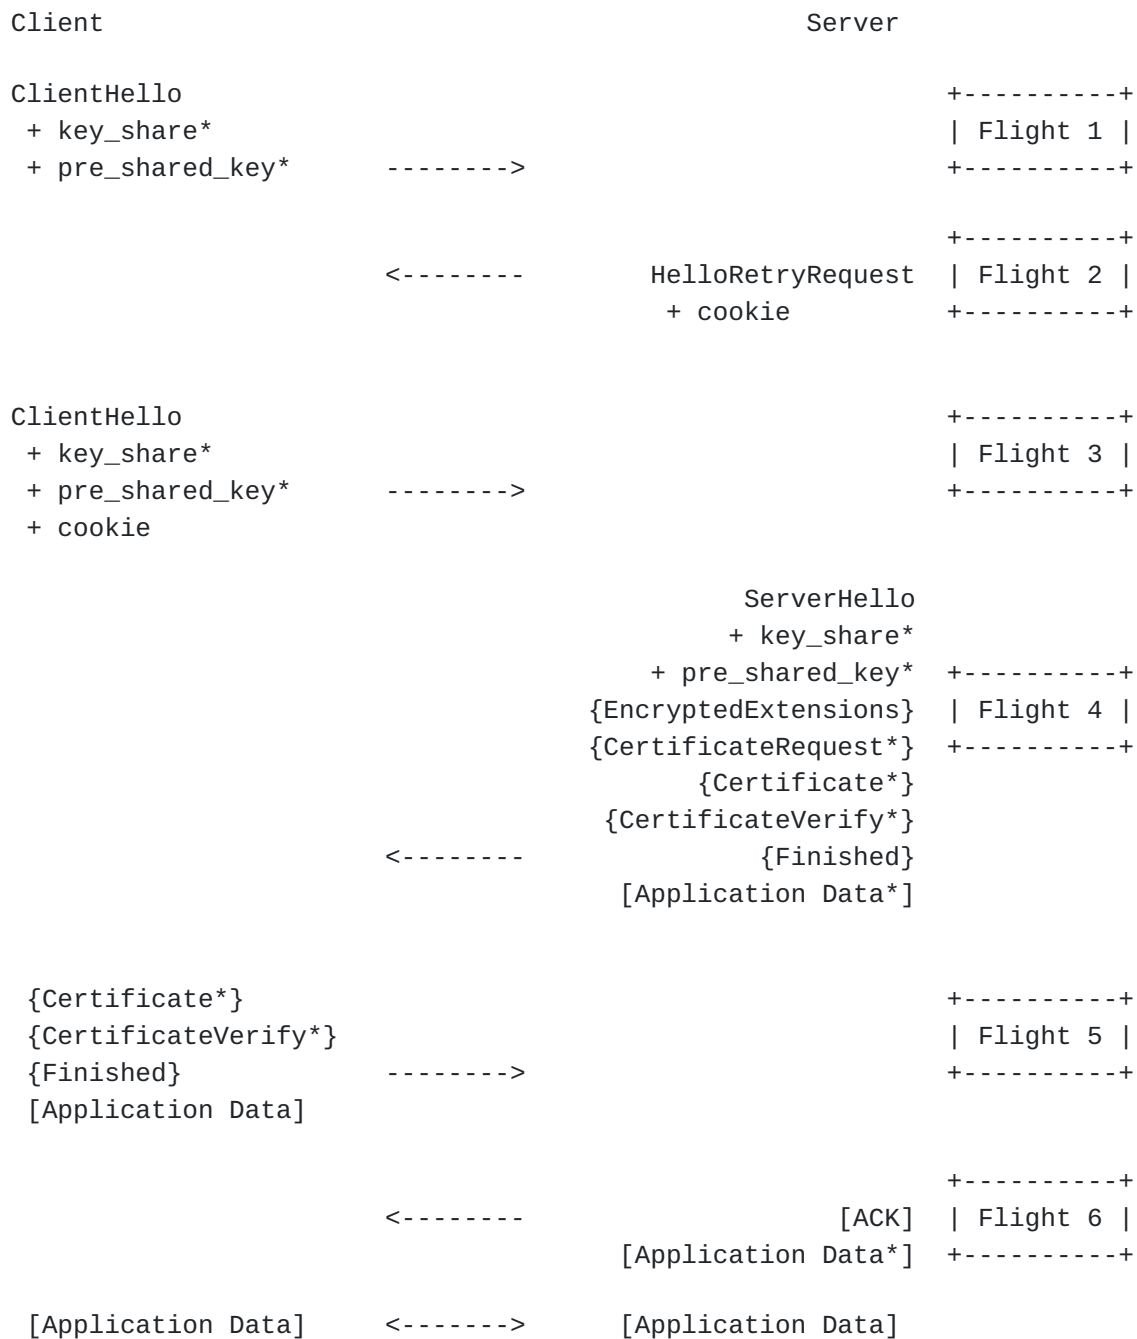 Client                                             Server

ClientHello                                                 +----------+
 + key_share*                                               | Flight 1 |
 + pre_shared_key*      -------->                           +----------+

                                                            +----------+
                        <--------        HelloRetryRequest  | Flight 2 |
                                          + cookie          +----------+


ClientHello                                                 +----------+
 + key_share*                                               | Flight 3 |
 + pre_shared_key*      -------->                           +----------+
 + cookie

                                               ServerHello
                                              + key_share*
                                         + pre_shared_key*  +----------+
                                     {EncryptedExtensions}  | Flight 4 |
                                     {CertificateRequest*}  +----------+
                                            {Certificate*}
                                      {CertificateVerify*}
                        <--------               {Finished}
                                       [Application Data*]


 {Certificate*}                                             +----------+
 {CertificateVerify*}                                       | Flight 5 |
 {Finished}             -------->                           +----------+
 [Application Data]

                                                            +----------+
                        <--------                    [ACK]  | Flight 6 |
                                       [Application Data*]  +----------+

 [Application Data]     <------->      [Application Data]